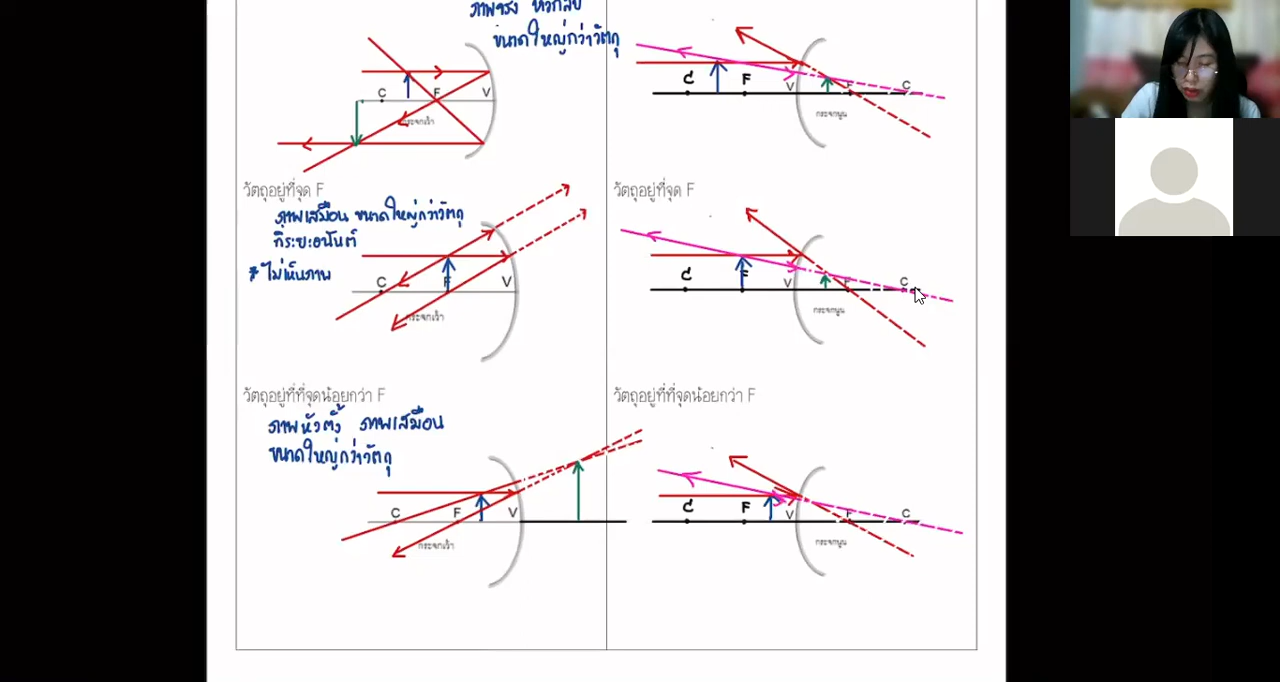 ภาพจริง หัวกลับ
ขนาดใหญ่กว่าวัตถุ
C F V
กระจกเว้า
C F V F C
กระจกนูน
วัตถุอยู่ที่จุด F
ภาพเสมือน ขนาดใหญ่กว่าวัตถุ
ที่ระยะอนันต์
* ไม่เห็นภาพ
C F V
กระจกเว้า
วัตถุอยู่ที่จุด F
C F V F C
กระจกนูน
วัตถุอยู่ที่ที่จุดน้อยกว่า F
ภาพหัวตั้ง ภาพเสมือน
ขนาดใหญ่กว่าวัตถุ
C F V
กระจกเว้า
วัตถุอยู่ที่ที่จุดน้อยกว่า F
C F V F C
กระจกนูน